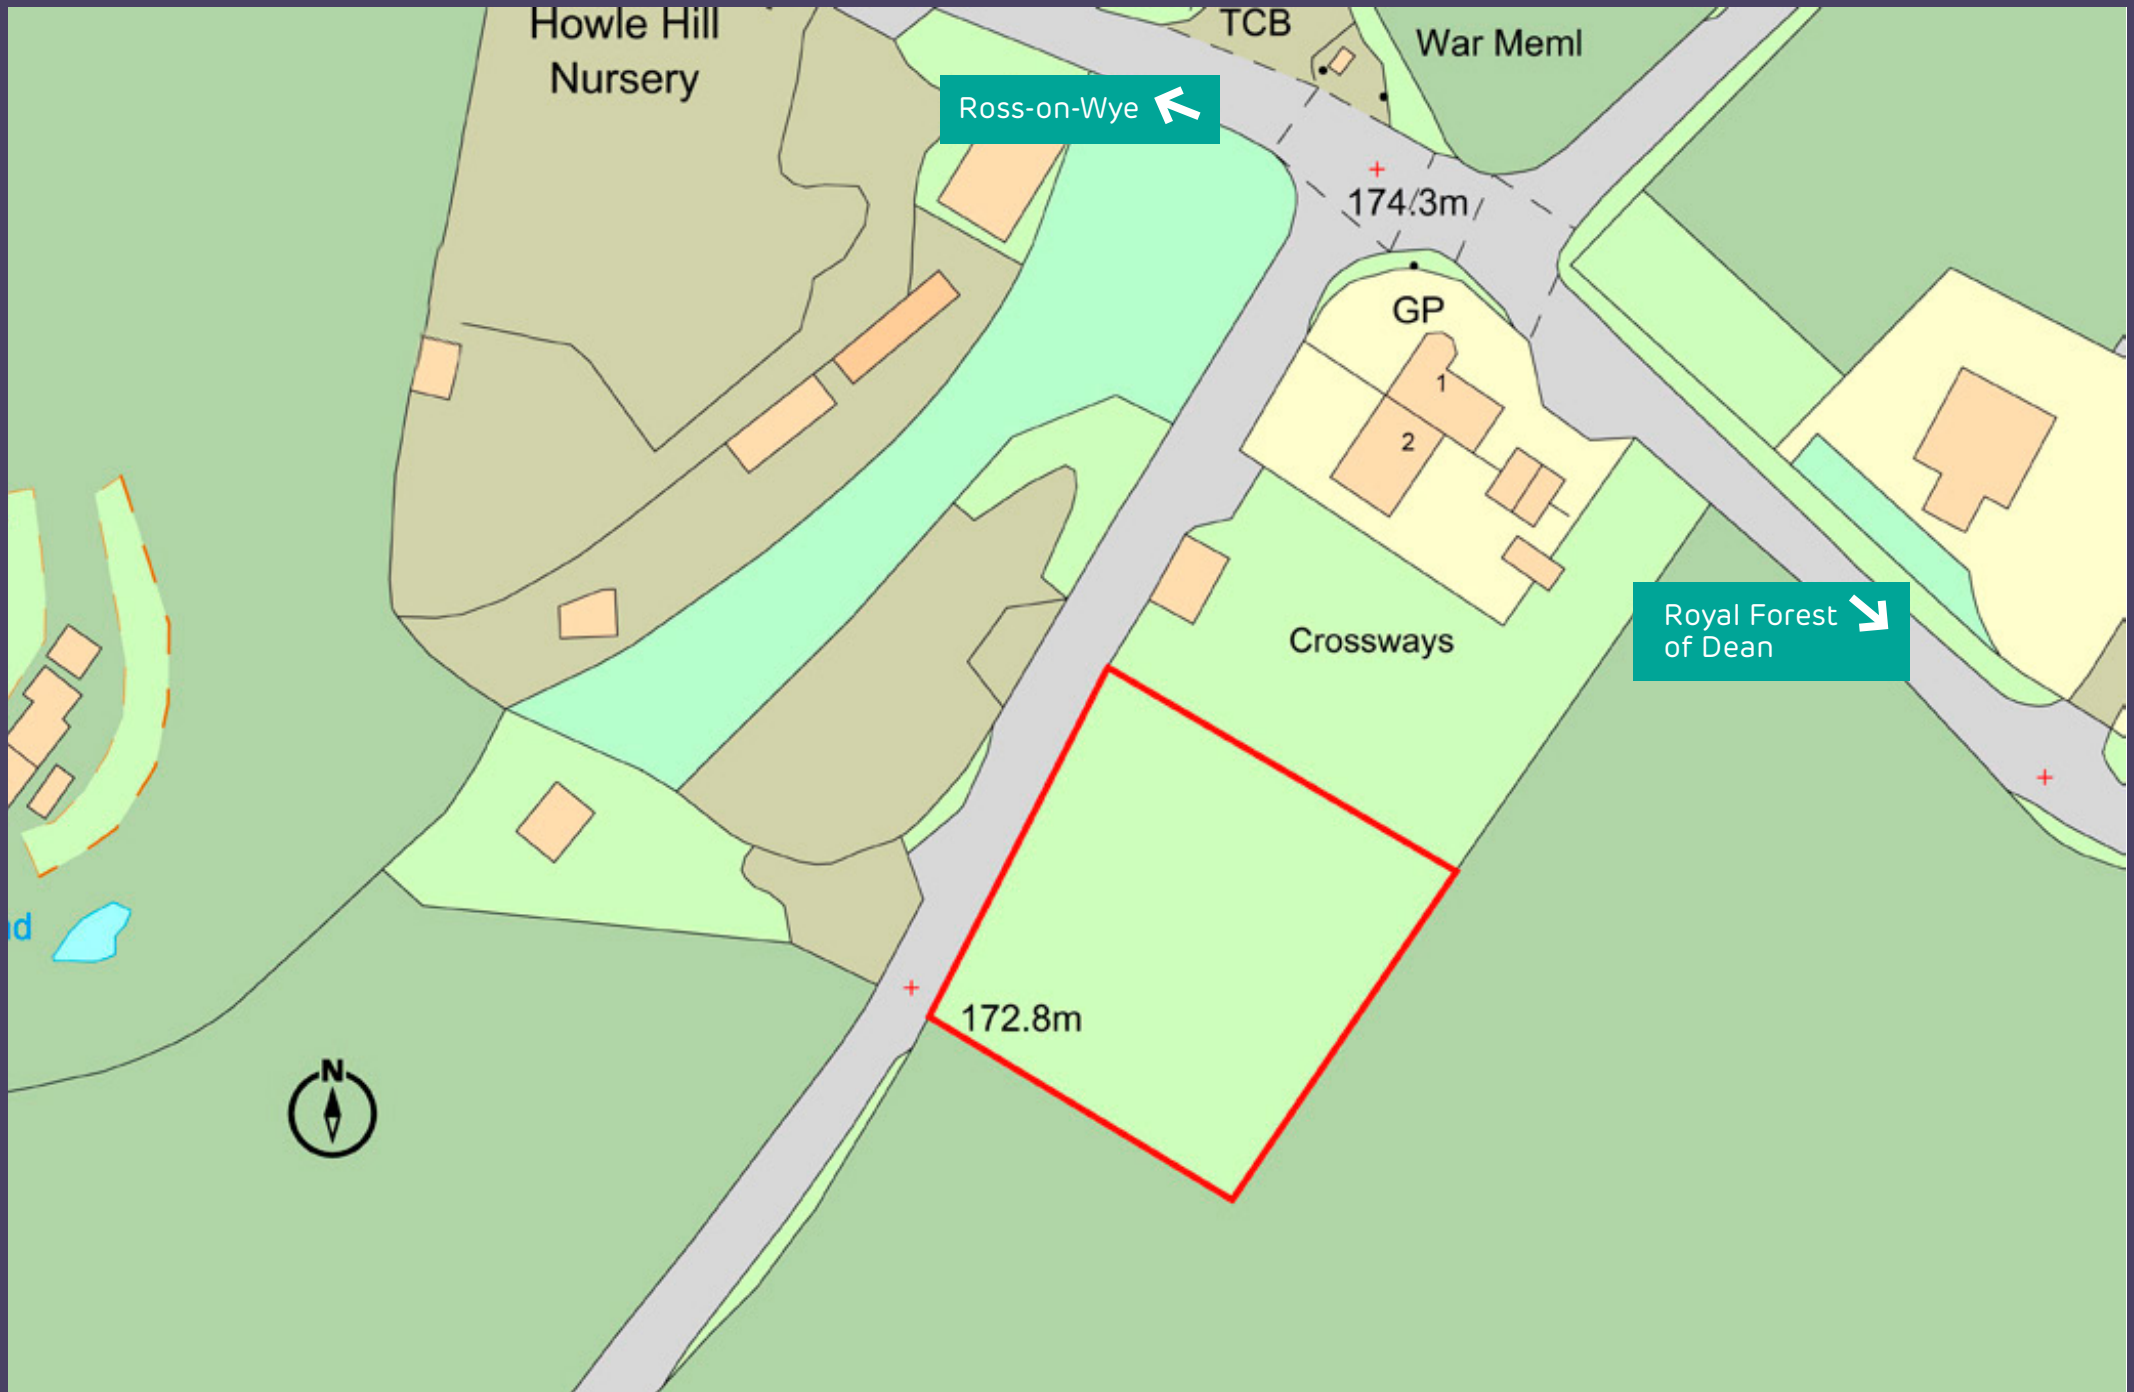 Howle Hill
Nursery
TCB
War Meml
Ross-on-Wye
174.3m
GP
1
2
Crossways
Royal Forest
of Dean
172.8m
N